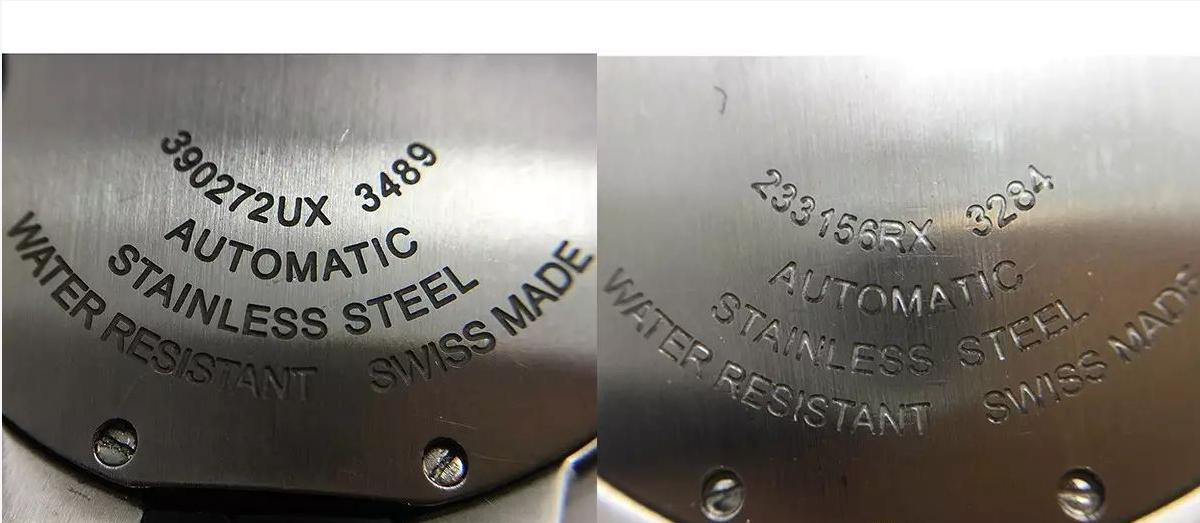 390272UX 3489
AUTOMATIC
STAINLESS STEEL
WATER RESISTANT SWISS MADE
233156RX 3284
AUTOMATIC
STAINLESS STEEL
WATER RESISTANT SWISS MADE